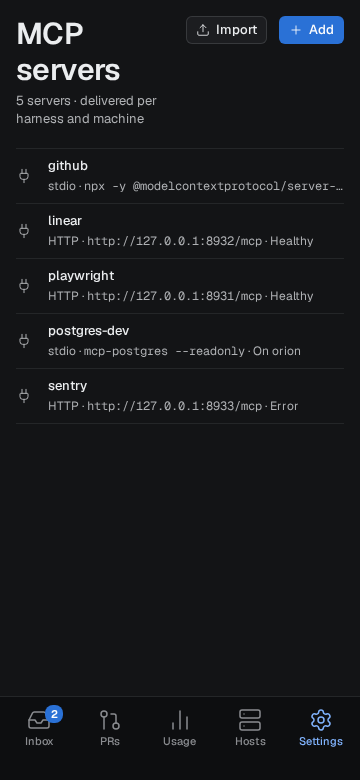 MCP
servers
Import
Add
5 servers · delivered per
harness and machine
github
stdio · npx -y @modelcontextprotocol/server-…
linear
HTTP · http://127.0.0.1:8932/mcp · Healthy
playwright
HTTP · http://127.0.0.1:8931/mcp · Healthy
postgres-dev
stdio · mcp-postgres --readonly · On orion
sentry
HTTP · http://127.0.0.1:8933/mcp · Error
2
Inbox
PRs
Usage
Hosts
Settings